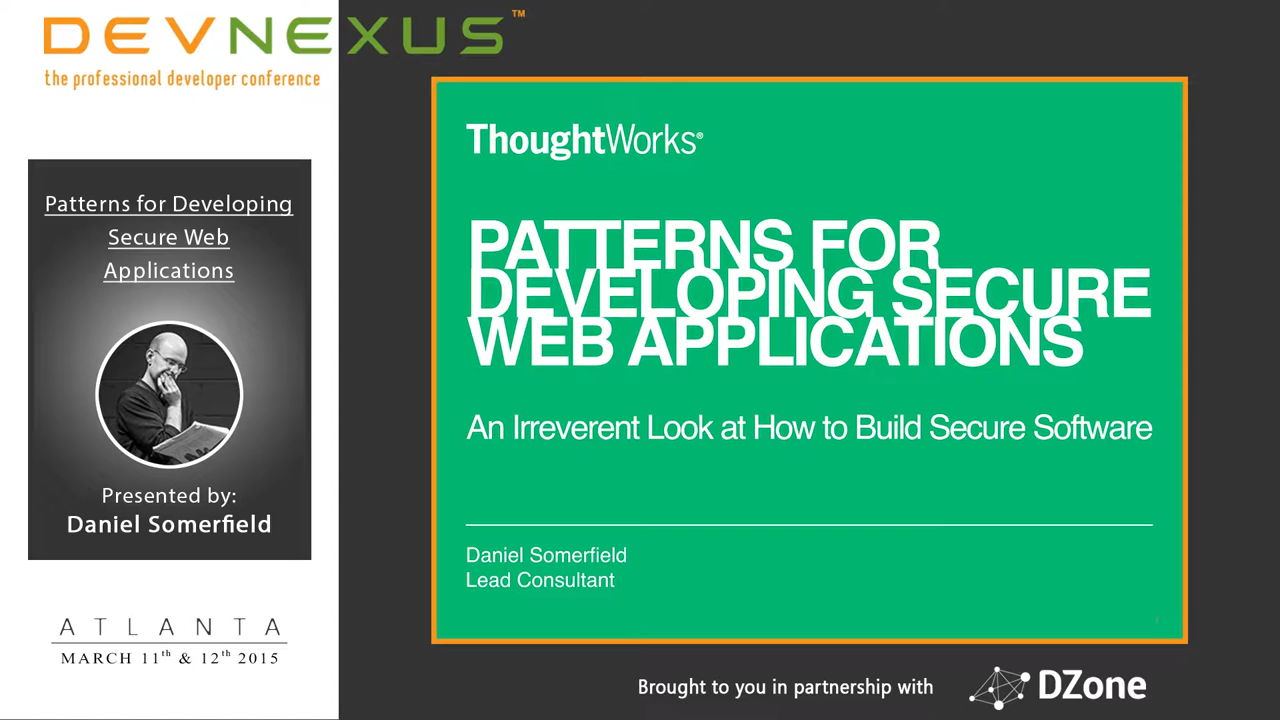 DEVNEXUS™
the professional developer conference
Patterns for Developing
Secure Web
Applications
Presented by:
Daniel Somerfield
ATLANTA
MARCH 11th & 12th 2015
ThoughtWorks®
PATTERNS FOR
DEVELOPING SECURE
WEB APPLICATIONS
An Irreverent Look at How to Build Secure Software
Daniel Somerfield
Lead Consultant
Brought to you in partnership with
DZone